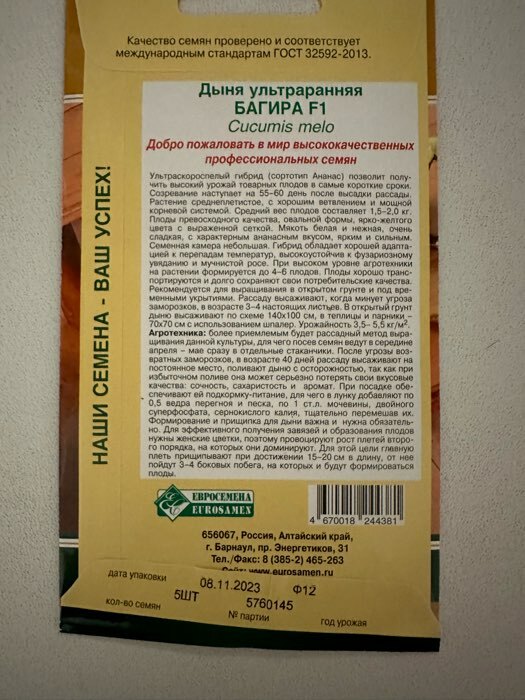 Качество семян проверено и соответствует
международным стандартам ГОСТ 32592-2013.
НАШИ СЕМЕНА - ВАШ УСПЕХ!
Дыня ультраранняя
БАГИРА F1
Cucumis melo
Добро пожаловать в мир высококачественных
профессиональных семян
Ультраскороспелый гибрид (сортотип Ананас) позволит полу-
чить высокий урожай товарных плодов в самые короткие сроки.
Созревание наступает на 55-60 день после высадки рассады.
Растение среднеплетистое, с хорошим ветвлением и мощной
корневой системой. Средний вес плодов составляет 1,5-2,0 кг.
Плоды превосходного качества, овальной формы, ярко-желтого
цвета с выраженной сеткой. Мякоть белая и нежная, очень
сладкая, с характерным ананасным вкусом, ярким и сильным.
Семенная камера небольшая. Гибрид обладает хорошей адапта-
цией к перепадам температур, высокоустойчив к фузариозному
увяданию и мучнистой росе. При высоком уровне агротехники
на растении формируется до 4-6 плодов. Плоды хорошо транс-
портируются и долго сохраняют свои потребительские качества.
Рекомендуется для выращивания в открытом грунте и под вре-
менными укрытиями. Рассаду высаживают, когда минует угроза
заморозков, в возрасте 3-4 настоящих листьев. В открытый грунт
дыню высаживают по схеме 140х100 см, в теплицы и парники –
70х70 см с использованием шпалер. Урожайность 3,5– 5,5 кг/м².
Агротехника: более приемлемым будет рассадный метод выра-
щивания данной культуры, для чего посев семян ведут в середине
апреля – мае сразу в отдельные стаканчики. После угрозы воз-
вратных заморозков, в возрасте 40 дней рассаду высаживают на
постоянное место, поливают дыню с осторожностью, так как при
избыточном поливе она может серьезно потерять свои вкусовые
качества: сочность, сахаристость и аромат. При посадке обе-
спечивают ей подкормку-питание, для чего в лунку добавляют по
0,5 ведра перегноя и песка, по 1 ст.л. мочевины, двойного
суперфосфата, сернокислого калия, тщательно перемешав их.
Формирование и прищипка для дыни важна и нужна обязатель-
но. Для эффективного получения завязей и образования плодов
нужны женские цветки, поэтому провоцируют рост плетей второ-
го порядка, на которых они доминируют. Для этой цели главную
плеть прищипывают при достижении 15-20 см в длину, от нее
пойдут 3-4 боковых побега, на которых и будут формироваться
плоды.
ЕВРОСЕМЕНА
EUROSAMEN
4 670018 244381
656067, Россия, Алтайский край,
г. Барнаул, пр. Энергетиков, 31
Тел./Факс: 8 (385-2) 465-263
Сайт: www.eurosamen.ru
дата упаковки 08.11.2023 Ф12
кол-во семян 5ШТ 5760145
№ партии год урожая